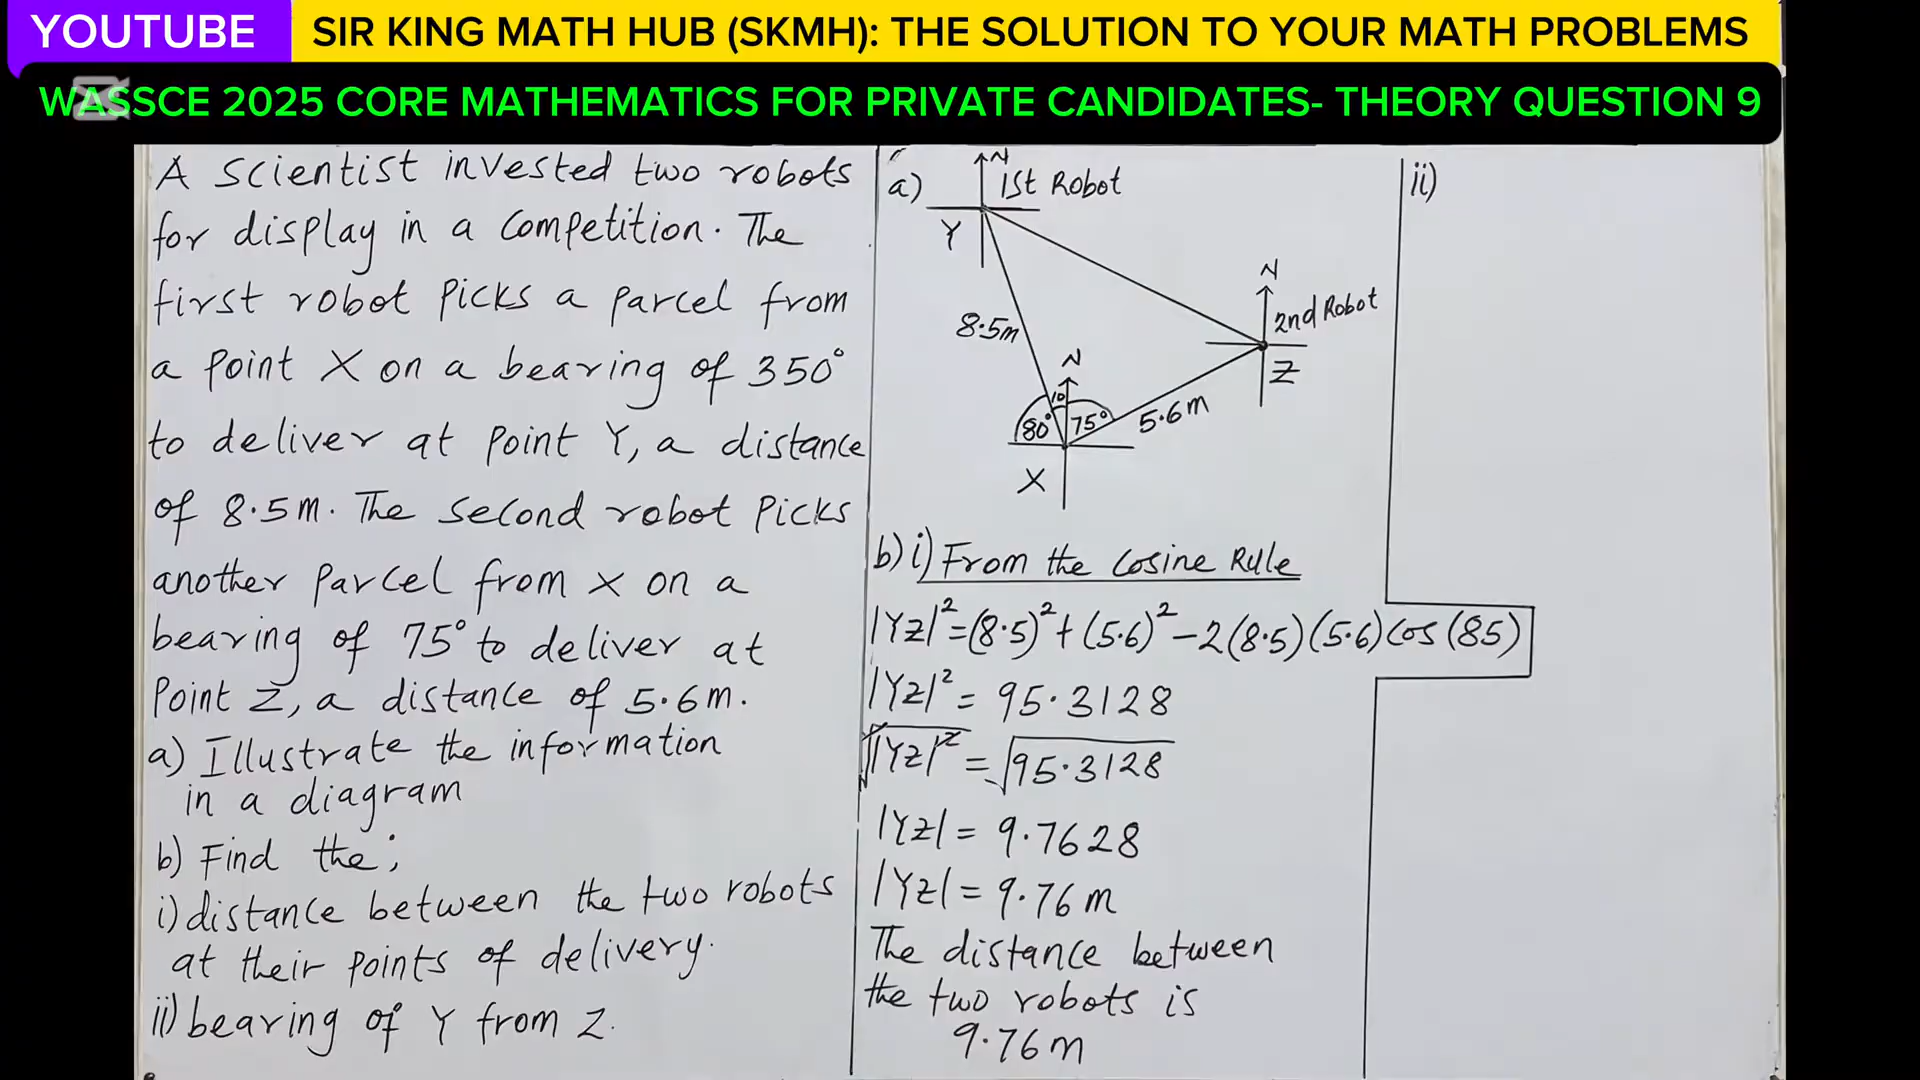 YOUTUBE
SIR KING MATH HUB (SKMH): THE SOLUTION TO YOUR MATH PROBLEMS
WASSCE 2025 CORE MATHEMATICS FOR PRIVATE CANDIDATES- THEORY QUESTION 9
A scientist invested two robots
for display in a competition. The
first robot picks a parcel from
a point X on a bearing of 350°
to deliver at point Y, a distance
of 8.5m. The second robot picks
another parcel from x on a
bearing of 75° to deliver at
point Z, a distance of 5.6m.
a) Illustrate the information
in a diagram
b) Find the;
i) distance between the two robots
at their points of delivery.
ii) bearing of Y from Z.
a)
N
1st Robot
Y
N
2nd Robot
Z
8.5m
N
10
80°
75°
5.6m
X
b) i) From the Cosine Rule
|YZ|² = (8.5)² + (5.6)² - 2(8.5)(5.6) cos (85)
|YZ|² = 95.3128
√|YZ|² = √95.3128
|YZ| = 9.7628
|YZ| = 9.76m
The distance between
the two robots is
9.76m
ii)